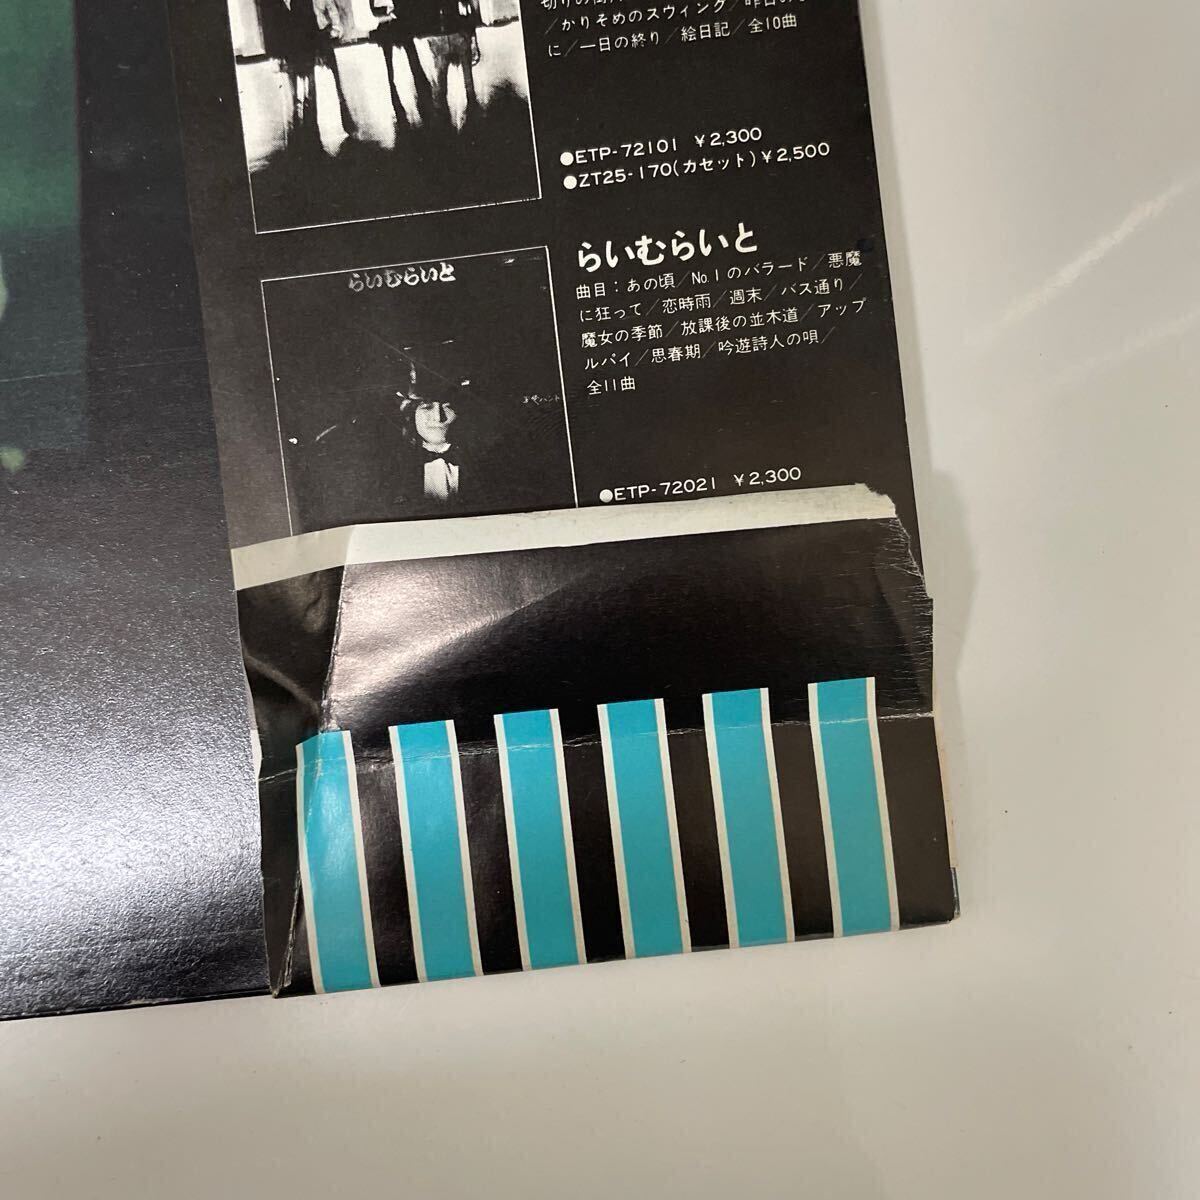 ／かりそめのスウィング／昨日の
に／一日の終り／絵日記／全10曲
●ETP-72101 ￥2,300
●ZT25-170(カセット)￥2,500
らいむらいと
曲目：あの頃／No.1のバラード／悪魔
に狂って／恋時雨／週末／バス通り／
魔女の季節／放課後の並木道／アップ
ルパイ／思春期／吟遊詩人の唄／
全11曲
●ETP-72021 ￥2,300
らいむらいと
甲斐バンド